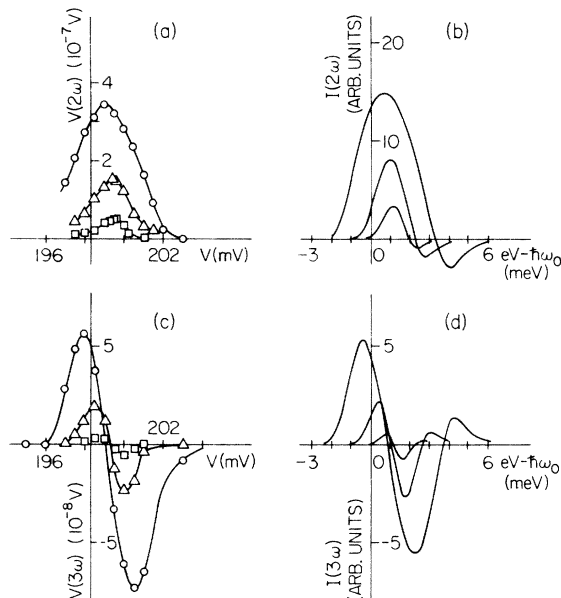 (a)
V(2ω) (10⁻⁷V)
4
2
196
202
V(mV)
(b)
I(2ω)
(ARB. UNITS)
20
10
-3
0
6
eV-ħω₀
(meV)
(c)
V(3ω) (10⁻⁸V)
5
-5
196
202
V(mV)
(d)
I(3ω)
(ARB. UNITS)
5
-5
-3
0
6
eV-ħω₀
(meV)